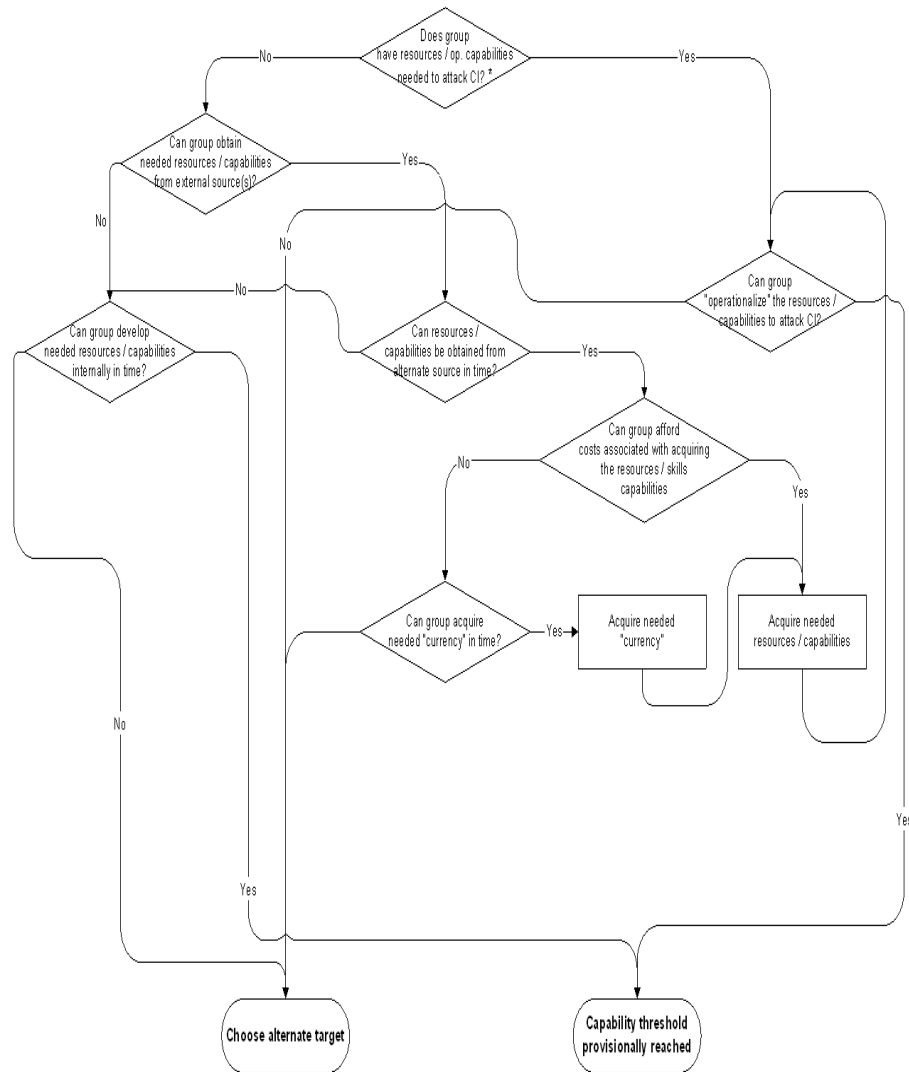 Does group
have resources / op. capabilities
needed to attack CI? *
No
Yes
Can group obtain
needed resources / capabilities
from external source(s)?
Yes
No
No
Can group
"operationalize" the resources /
capabilities to attack CI?
No
Can group develop
needed resources / capabilities
internally in time?
Can resources /
capabilities be obtained from
alternate source in time?
Yes
Can group afford
costs associated with acquiring
the resources / skills
capabilities
No
Yes
Can group acquire
needed "currency" in time?
Yes
Acquire needed
"currency"
Acquire needed
resources / capabilities
No
Yes
Yes
Choose alternate target
Capability threshold
provisionally reached